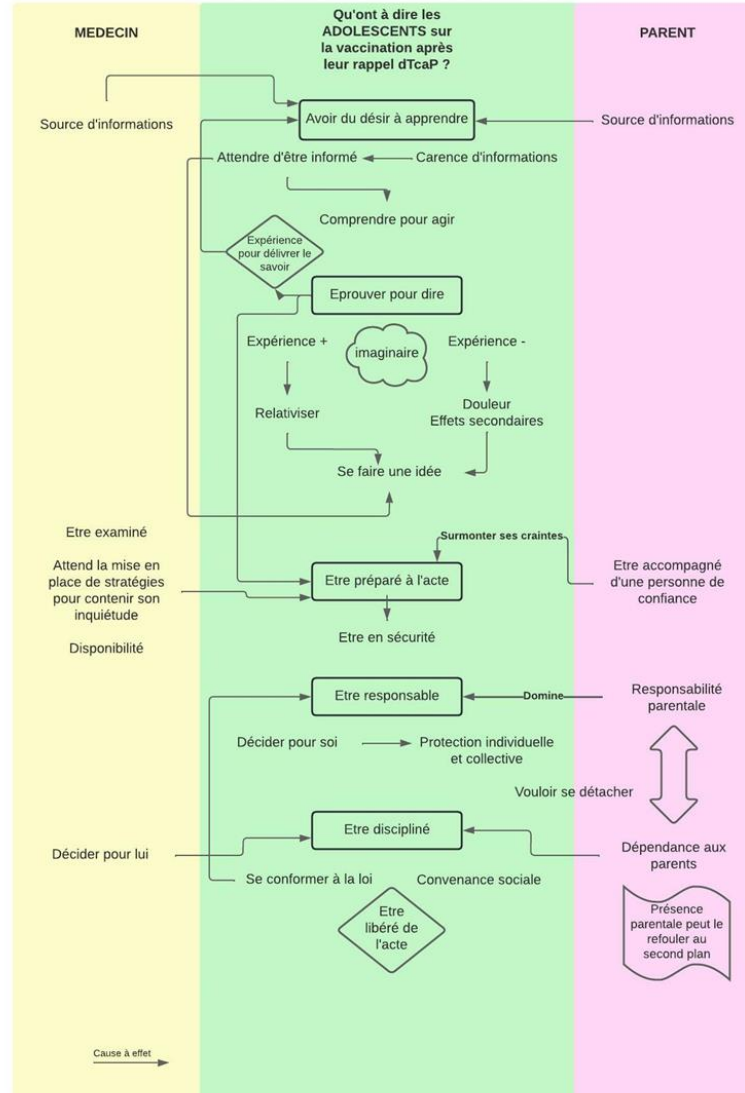 MEDECIN
Qu'ont à dire les
ADOLESCENTS sur
la vaccination après
leur rappel dTcaP ?
PARENT
Source d'informations
Avoir du désir à apprendre
Source d'informations
Attendre d'être informé
Carence d'informations
Comprendre pour agir
Expérience
pour délivrer le
savoir
Eprouver pour dire
Expérience +
imaginaire
Expérience -
Relativiser
Douleur
Effets secondaires
Se faire une idée
Etre examiné
Surmonter ses craintes
Attend la mise en
place de stratégies
pour contenir son
inquiétude
Etre préparé à l'acte
Etre accompagné
d'une personne de
confiance
Disponibilité
Etre en sécurité
Etre responsable
Domine
Responsabilité
parentale
Décider pour soi
Protection individuelle
et collective
Vouloir se détacher
Etre discipliné
Décider pour lui
Dépendance aux
parents
Se conformer à la loi
Convenance sociale
Etre
libéré de
l'acte
Présence
parentale peut le
refouler au
second plan
Cause à effet